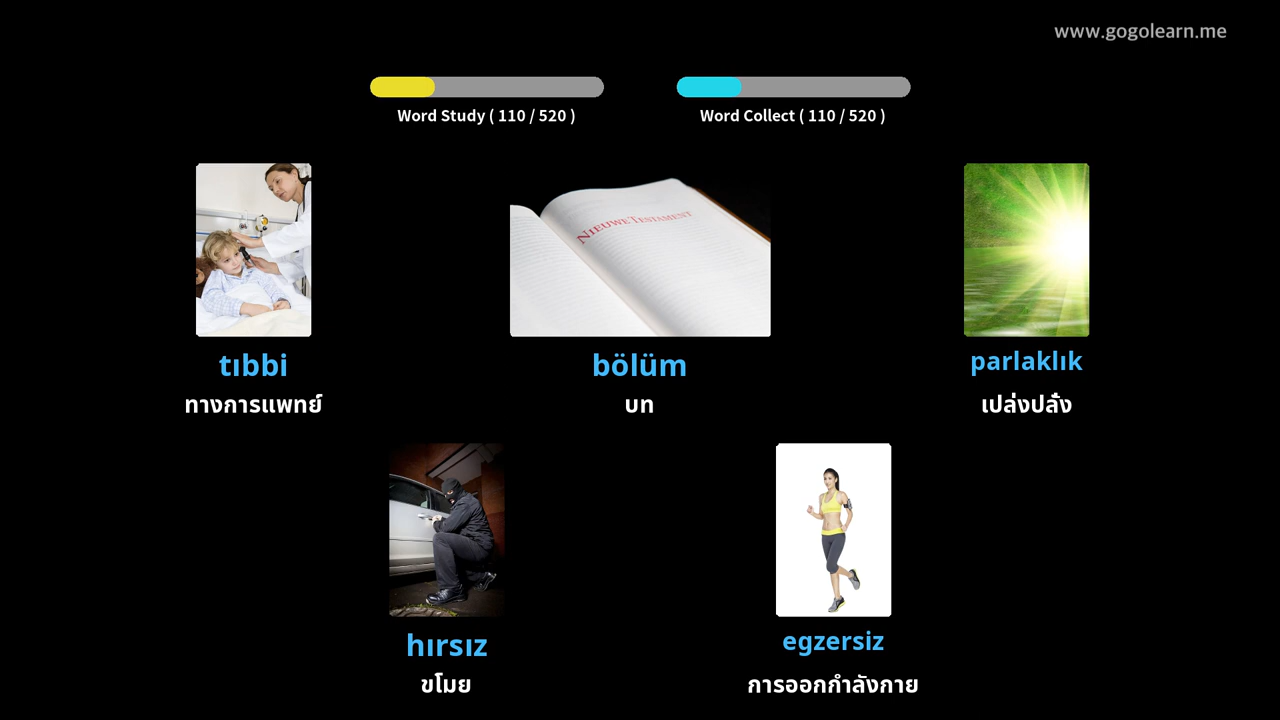 www.gogolearn.me
Word Study ( 110 / 520 )
Word Collect ( 110 / 520 )
NIEUWE TESTAMENT
tıbbi
bölüm
parlaklık
ทางการแพทย์
บท
เปล่งปลั่ง
hırsız
egzersiz
ขโมย
การออกกำลังกาย